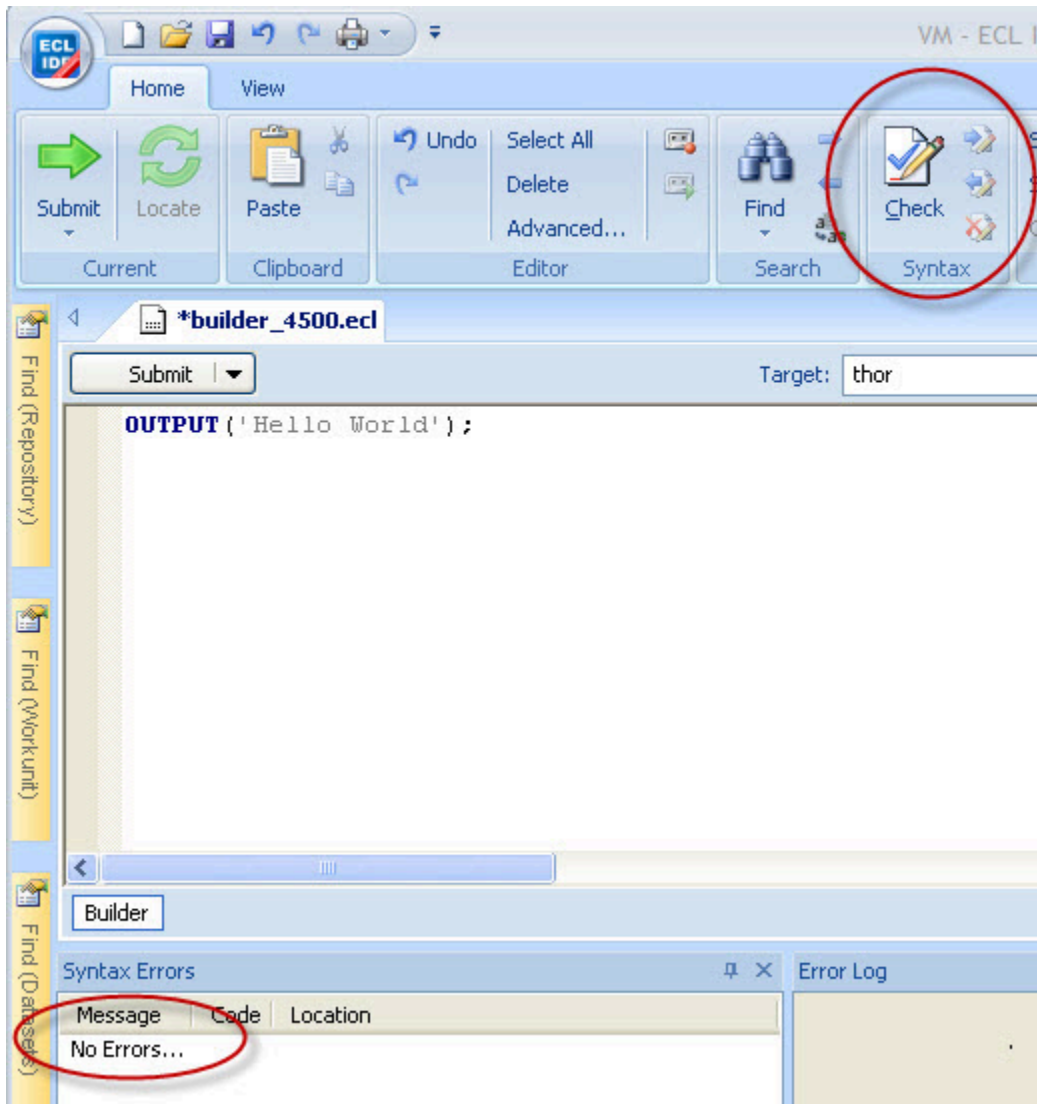 ECL
IDE
VM - ECL I
Home View
Submit
Locate
Current
Paste
Clipboard
Undo
Select All
Delete
Advanced...
Editor
Find
Search
Check
Syntax
*builder_4500.ecl
Submit
Target: thor
OUTPUT('Hello World');
Find (Repository)
Find (Workunit)
Find (Datasets)
Builder
Syntax Errors
Message Code Location
No Errors...
Error Log